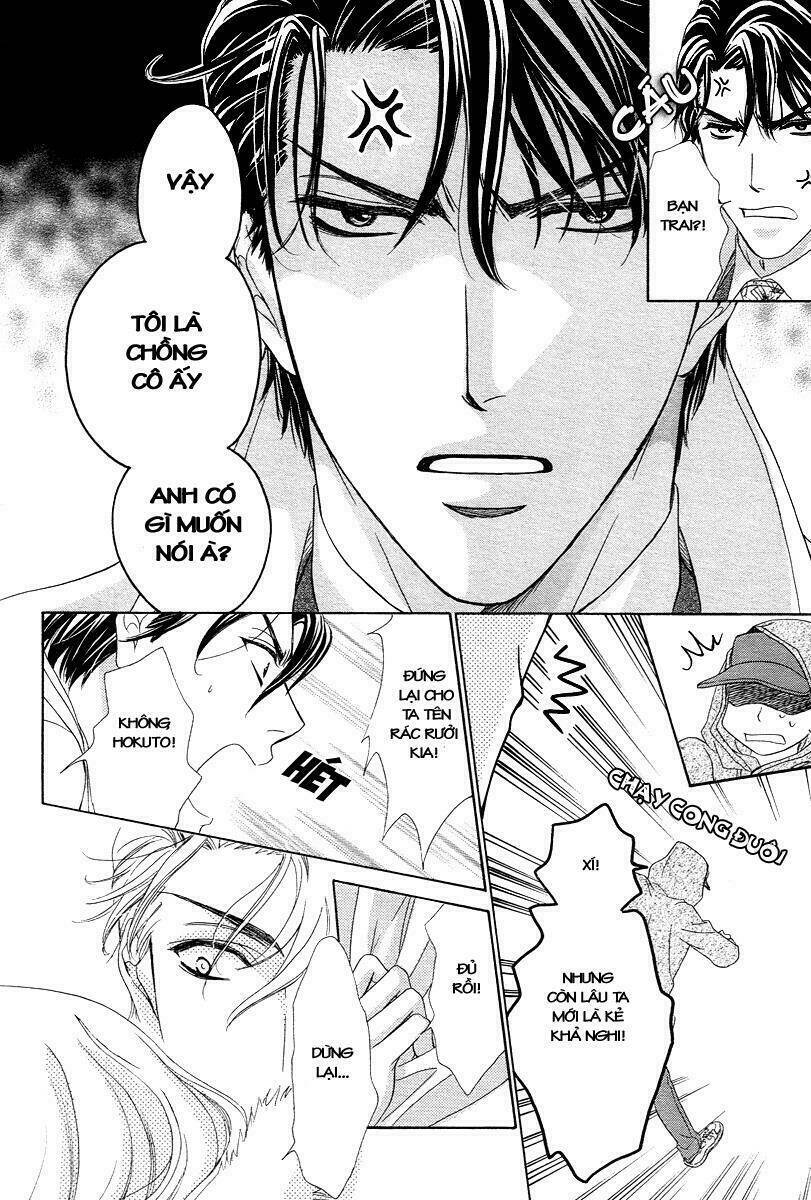 CÁU
BẠN
TRAI?!
VẬY
TÔI LÀ
CHỒNG
CÔ ẤY
ANH CÓ
GÌ MUỐN
NÓI À?
CHẠY CONG ĐUÔI
XÍ!
NHƯNG
CÒN LÂU TA
MỚI LÀ KẺ
KHẢ NGHI!
ĐỨNG
LẠI CHO
TA TÊN
RÁC RƯỞI
KIA!
HÉT
KHÔNG
HOKUTO!
ĐỦ
RỒI!
DỪNG
LẠI...